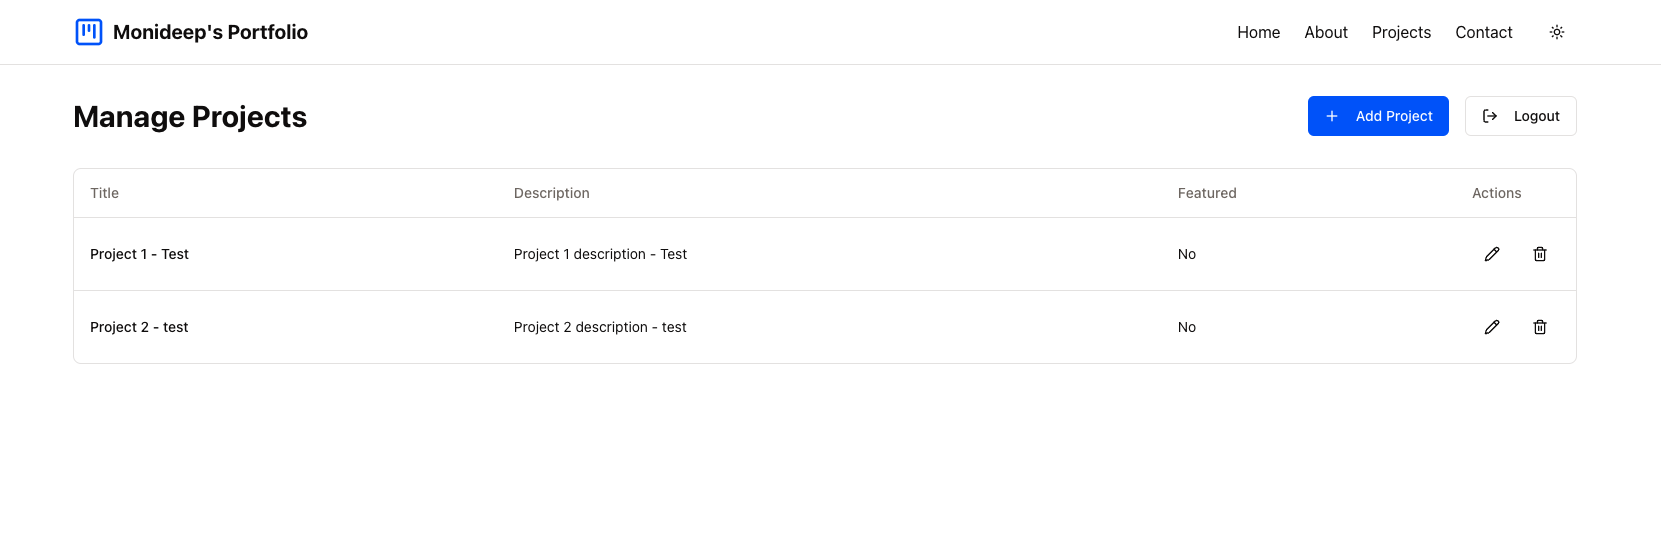 Monideep's Portfolio
Home About Projects Contact
Manage Projects
Add Project Logout
Title Description Featured Actions
Project 1 - Test Project 1 description - Test No
Project 2 - test Project 2 description - test No